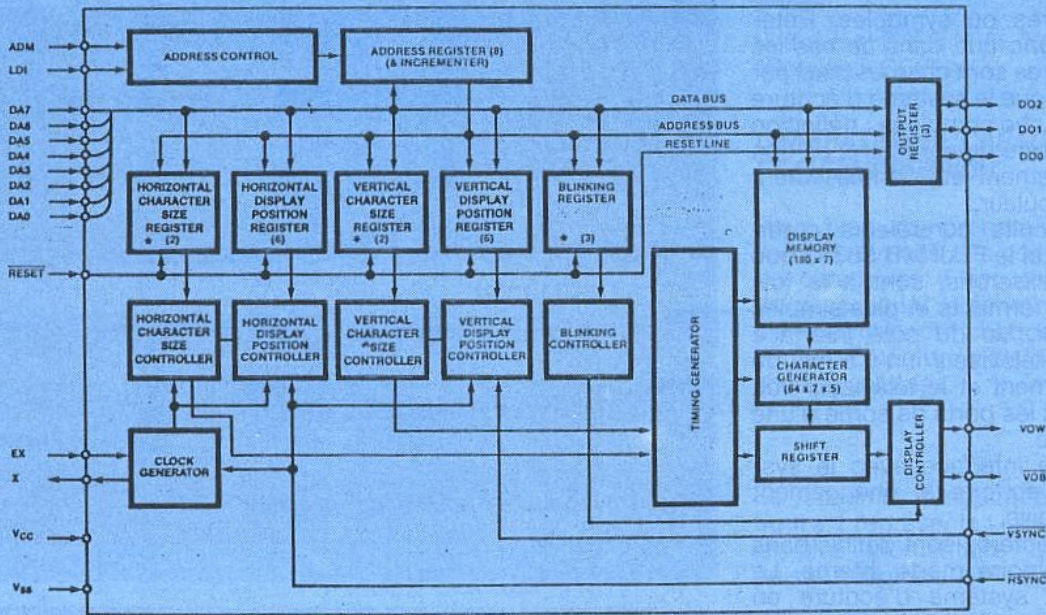 ADM
LDI
DA7
DA6
DA5
DA4
DA3
DA2
DA1
DA0
RESET
EX
X
VCC
VSS
ADDRESS CONTROL
ADDRESS REGISTER (8)
(& INCREMENTER)
DATA BUS
ADDRESS BUS
RESET LINE
OUTPUT
REGISTER
(3)
DO2
DO1
DO0
HORIZONTAL
CHARACTER
SIZE
REGISTER
* (2)
HORIZONTAL
DISPLAY
POSITION
REGISTER
(6)
VERTICAL
CHARACTER
SIZE
REGISTER
* (2)
VERTICAL
DISPLAY
POSITION
REGISTER
(6)
BLINKING
REGISTER
* (3)
DISPLAY
MEMORY
(180 x 7)
HORIZONTAL
CHARACTER
SIZE
CONTROLLER
HORIZONTAL
DISPLAY
POSITION
CONTROLLER
VERTICAL
CHARACTER
*SIZE
CONTROLLER
VERTICAL
DISPLAY
POSITION
CONTROLLER
BLINKING
CONTROLLER
TIMING GENERATOR
CHARACTER
GENERATOR
(64 x 7 x 5)
SHIFT
REGISTER
DISPLAY
CONTROLLER
CLOCK
GENERATOR
VOW
VOB
VSYNC
HSYNC